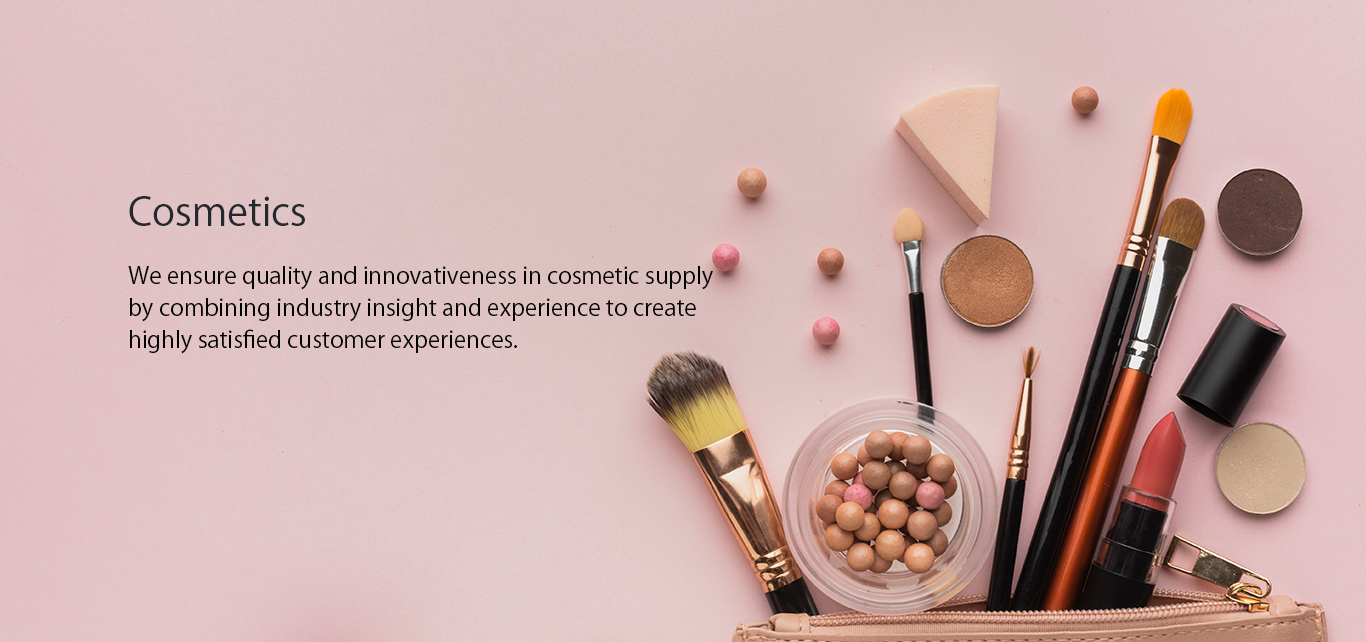 Cosmetics
We ensure quality and innovativeness in cosmetic supply
by combining industry insight and experience to create
highly satisfied customer experiences.